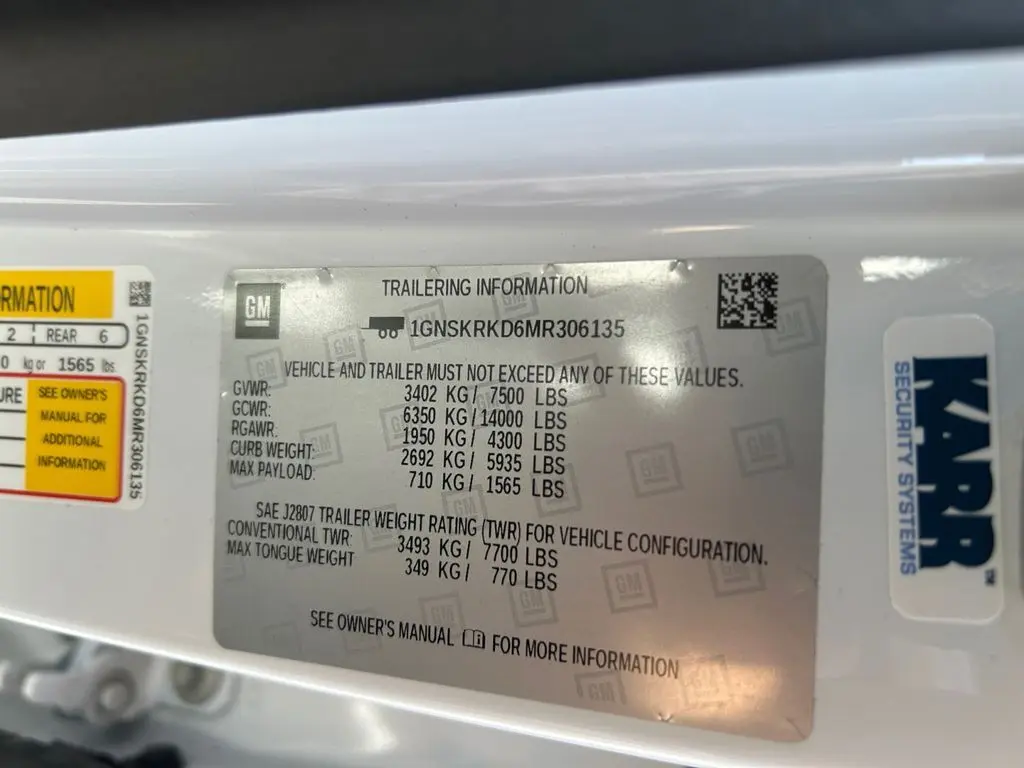 RMATION
2 REAR 6
0 kg or 1565 lbs.
URE
SEE OWNER'S
MANUAL FOR
ADDITIONAL
INFORMATION
1GNSKRKD6MR306135
GM
TRAILERING INFORMATION
1GNSKRKD6MR306135
VEHICLE AND TRAILER MUST NOT EXCEED ANY OF THESE VALUES.
GVWR: 3402 KG / 7500 LBS
GCWR: 6350 KG / 14000 LBS
RGAWR: 1950 KG / 4300 LBS
CURB WEIGHT: 2692 KG / 5935 LBS
MAX PAYLOAD: 710 KG / 1565 LBS
SAE J2807 TRAILER WEIGHT RATING (TWR) FOR VEHICLE CONFIGURATION.
CONVENTIONAL TWR: 3493 KG / 7700 LBS
MAX TONGUE WEIGHT 349 KG / 770 LBS
SEE OWNER'S MANUAL FOR MORE INFORMATION
KARR™
SECURITY SYSTEMS